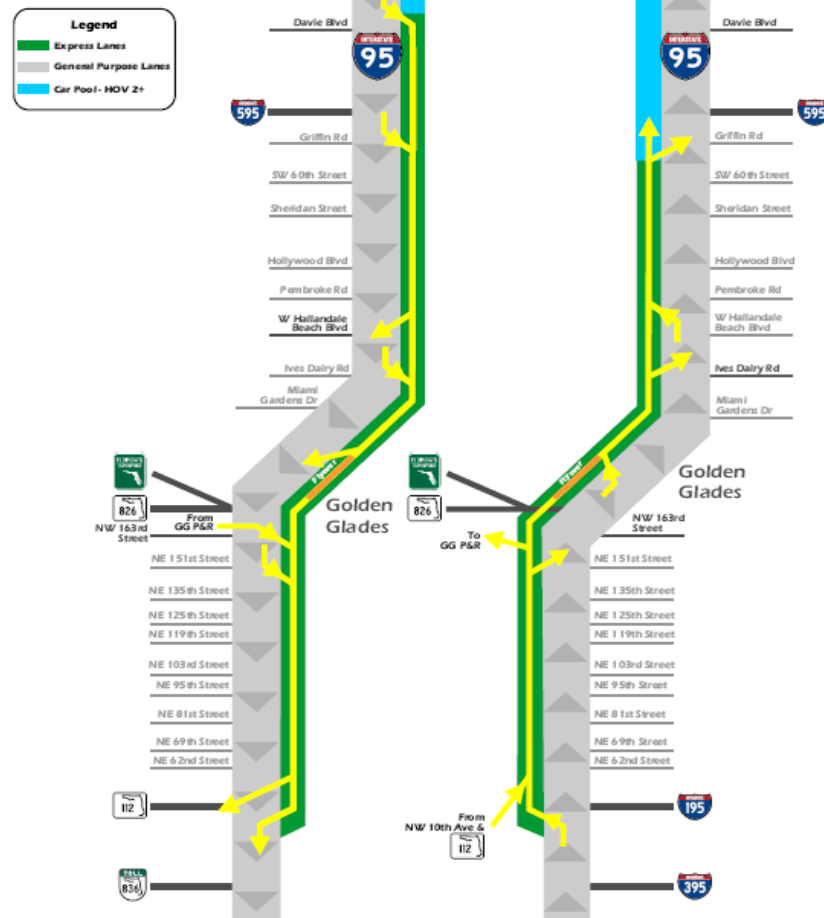 Legend
Express Lanes
General Purpose Lanes
Car Pool - HOV 2+
Davie Blvd
INTERSTATE
95
595
Griffin Rd
SW 60th Street
Sheridan Street
Hollywood Blvd
Pembroke Rd
W Hallandale
Beach Blvd
Ives Dairy Rd
Miami
Gardens Dr
Flyover
Golden
Glades
826
From
GG P&R
NW 163rd
Street
NE 151st Street
NE 135th Street
NE 125th Street
NE 119th Street
NE 103rd Street
NE 95th Street
NE 81st Street
NE 69th Street
NE 62nd Street
112
TOLL
836
Davie Blvd
INTERSTATE
95
595
Griffin Rd
SW 60th Street
Sheridan Street
Hollywood Blvd
Pembroke Rd
W Hallandale
Beach Blvd
Ives Dairy Rd
Miami
Gardens Dr
Flyover
Golden
Glades
826
To
GG P&R
NW 163rd
Street
NE 151st Street
NE 135th Street
NE 125th Street
NE 119th Street
NE 103rd Street
NE 95th Street
NE 81st Street
NE 69th Street
NE 62nd Street
195
From
NW 10th Ave &
112
395